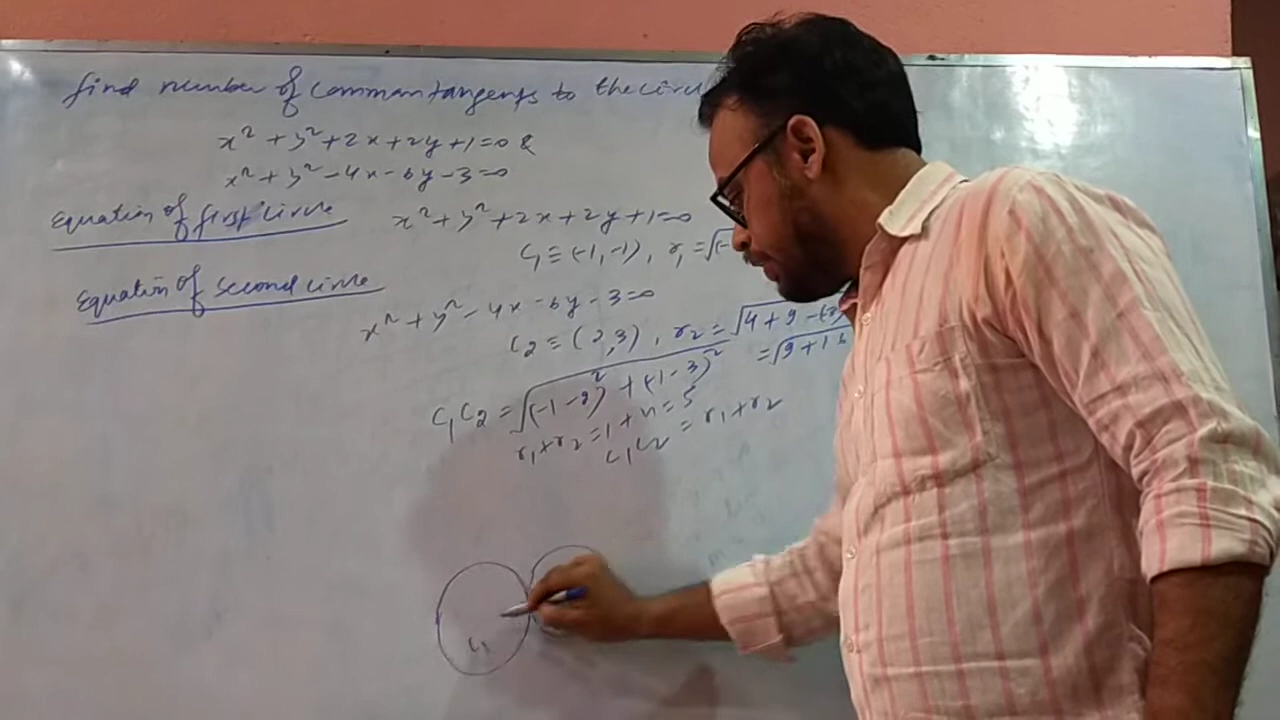 find number of common tangents to the circ
x² + y² + 2x + 2y + 1 = 0 &
x² + y² - 4x - 6y - 3 = 0
Equation of first circle x² + y² + 2x + 2y + 1 = 0
C₁ ≡ (-1, -1), r₁ = √(-
Equation of second circle
x² + y² - 4x - 6y - 3 = 0
C₂ ≡ (2, 3), r₂ = √4 + 9 - (-3)
= √9 + 16
C₁C₂ = √(-1-2)² + (-1-3)²
r₁ + r₂ = 1 + 4 = 5
C₁C₂ = r₁ + r₂
C₁